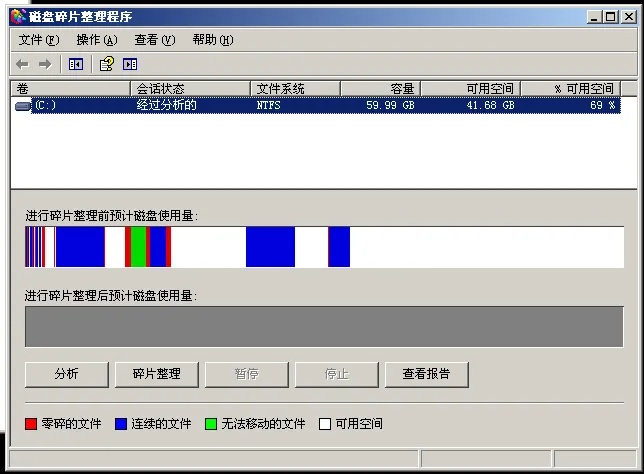 磁盘碎片整理程序
文件(F) 操作(A) 查看(V) 帮助(H)
卷 会话状态 文件系统 容量 可用空间 % 可用空间
(C:) 经过分析的 NTFS 59.99 GB 41.68 GB 69 %
进行碎片整理前预计磁盘使用量:
进行碎片整理后预计磁盘使用量:
分析 碎片整理 暂停 停止 查看报告
零碎的文件 连续的文件 无法移动的文件 可用空间